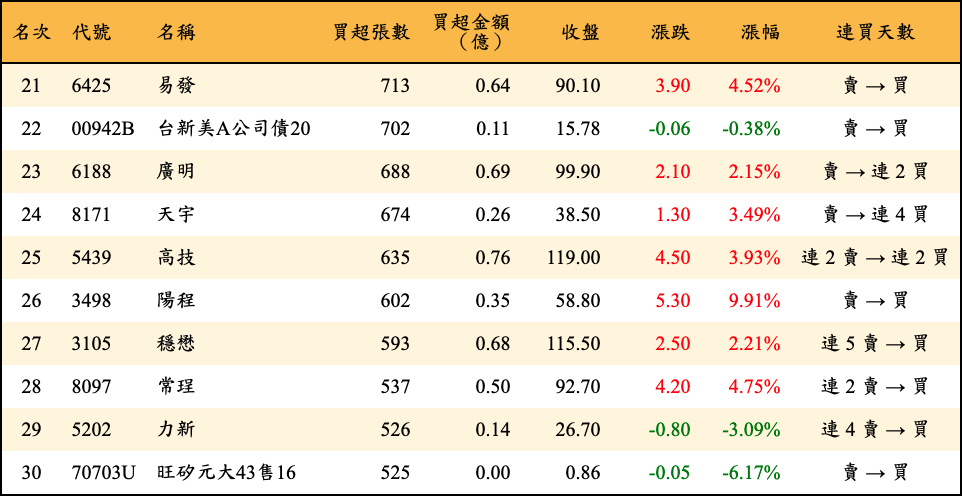 名次 代號 名稱 買超張數 買超金額（億） 收盤 漲跌 漲幅 連買天數
21 6425 易發 713 0.64 90.10 3.90 4.52% 賣 → 買
22 00942B 台新美A公司債20 702 0.11 15.78 -0.06 -0.38% 賣 → 買
23 6188 廣明 688 0.69 99.90 2.10 2.15% 賣 → 連 2 買
24 8171 天宇 674 0.26 38.50 1.30 3.49% 賣 → 連 4 買
25 5439 高技 635 0.76 119.00 4.50 3.93% 連 2 賣 → 連 2 買
26 3498 陽程 602 0.35 58.80 5.30 9.91% 賣 → 買
27 3105 穩懋 593 0.68 115.50 2.50 2.21% 連 5 賣 → 買
28 8097 常珵 537 0.50 92.70 4.20 4.75% 連 2 賣 → 買
29 5202 力新 526 0.14 26.70 -0.80 -3.09% 連 4 賣 → 買
30 70703U 旺矽元大43售16 525 0.00 0.86 -0.05 -6.17% 賣 → 買